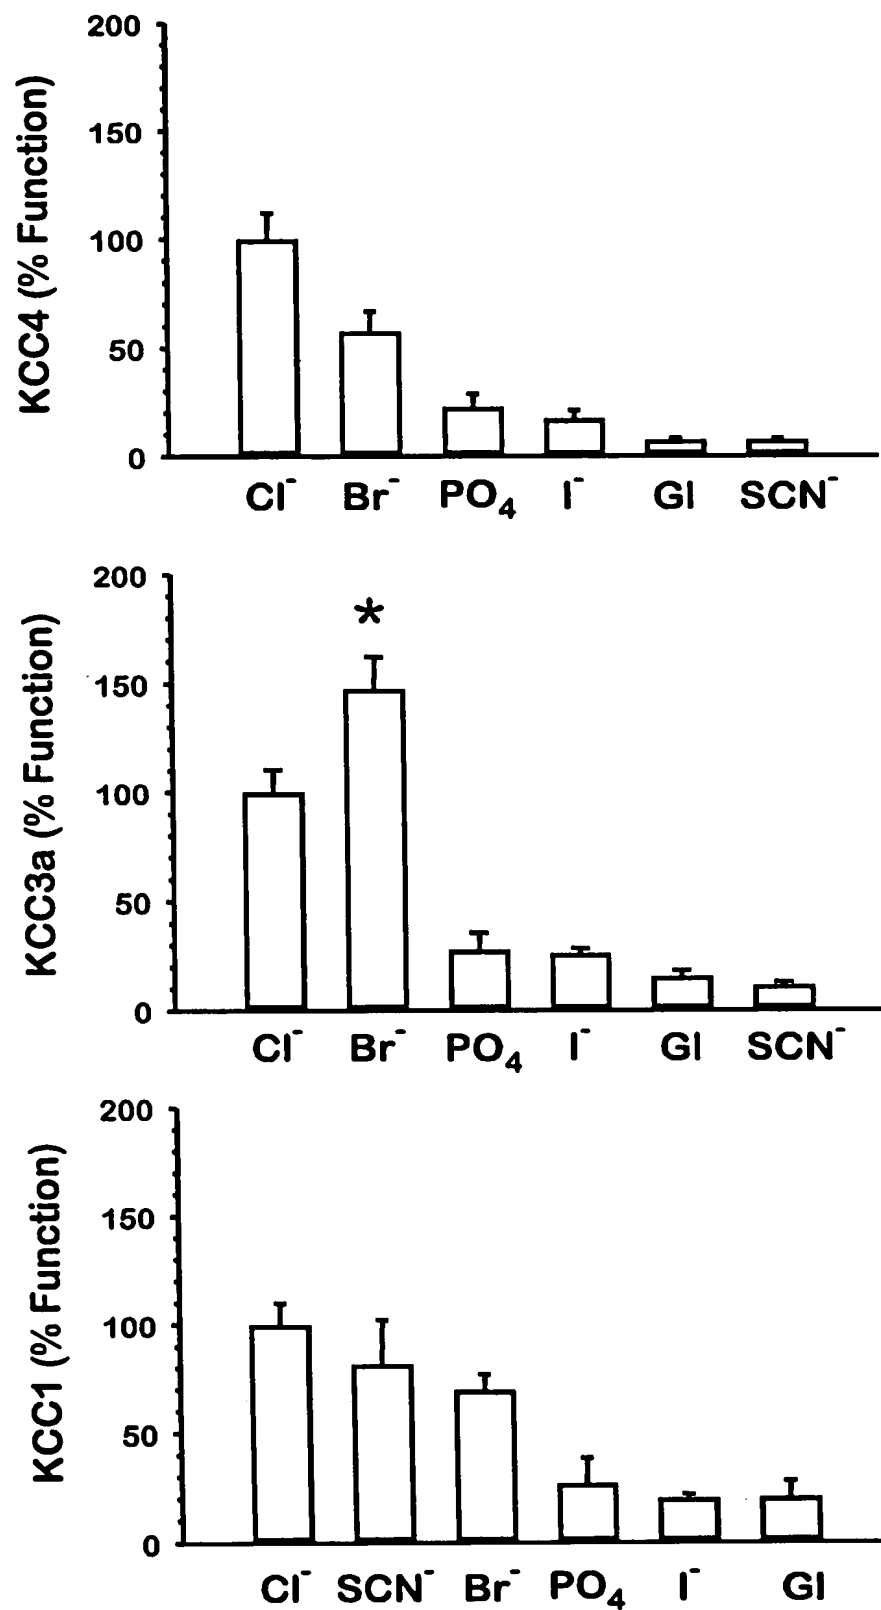 200
150
100
50
0
KCC4 (% Function)
Cl⁻ Br⁻ PO₄ I⁻ Gl SCN⁻
200
150
100
50
0
KCC3a (% Function)
*
Cl⁻ Br⁻ PO₄ I⁻ Gl SCN⁻
200
150
100
50
0
KCC1 (% Function)
Cl⁻ SCN⁻ Br⁻ PO₄ I⁻ Gl